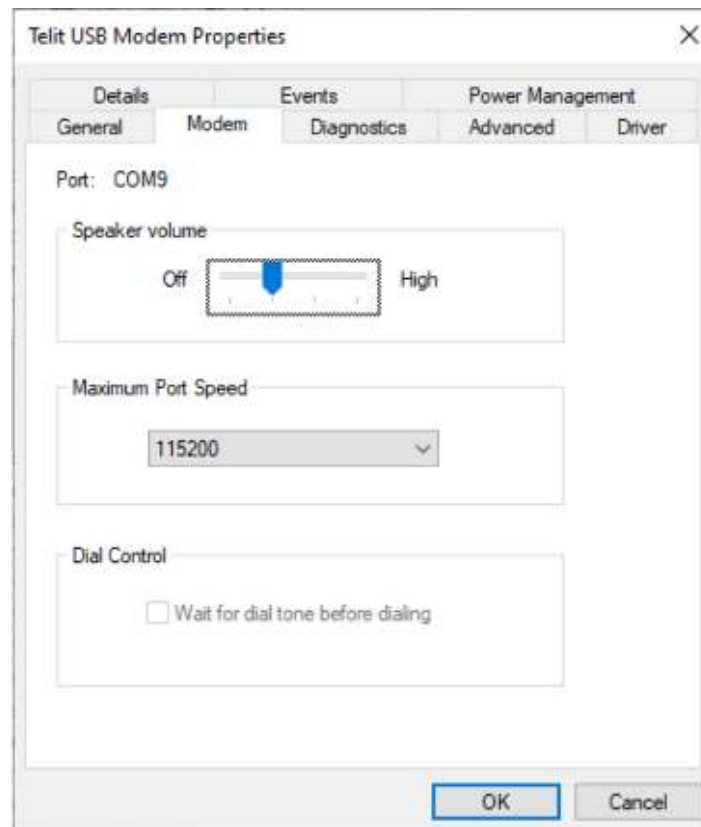 Telit USB Modem Properties
Details Events Power Management
General Modem Diagnostics Advanced Driver
Port: COM9
Speaker volume
Off High
Maximum Port Speed
115200
Dial Control
Wait for dial tone before dialing
OK Cancel